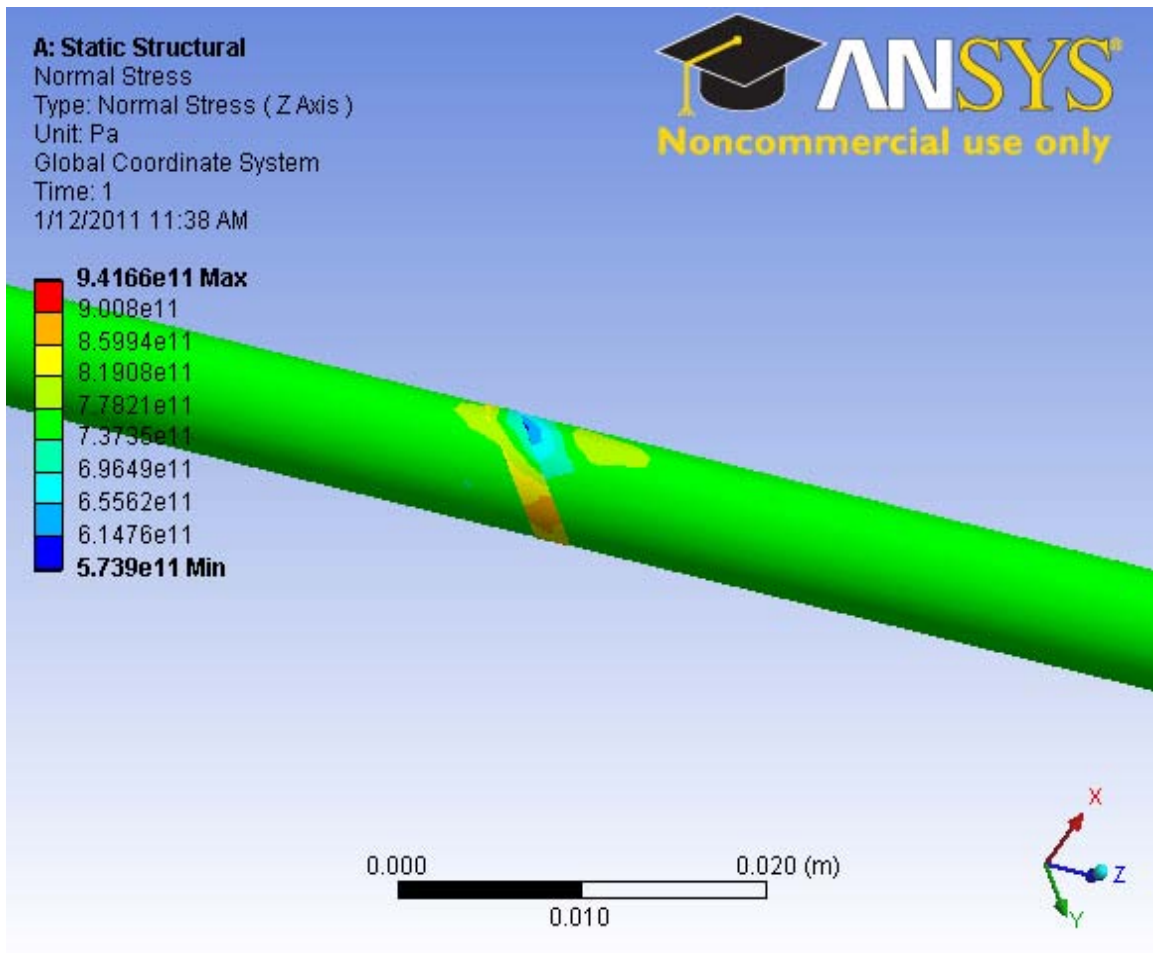 A: Static Structural
Normal Stress
Type: Normal Stress ( Z Axis )
Unit: Pa
Global Coordinate System
Time: 1
1/12/2011 11:38 AM
ANSYS®
Noncommercial use only
9.4166e11 Max
9.008e11
8.5994e11
8.1908e11
7.7821e11
7.3735e11
6.9649e11
6.5562e11
6.1476e11
5.739e11 Min
0.000
0.020 (m)
0.010
X
Z
Y